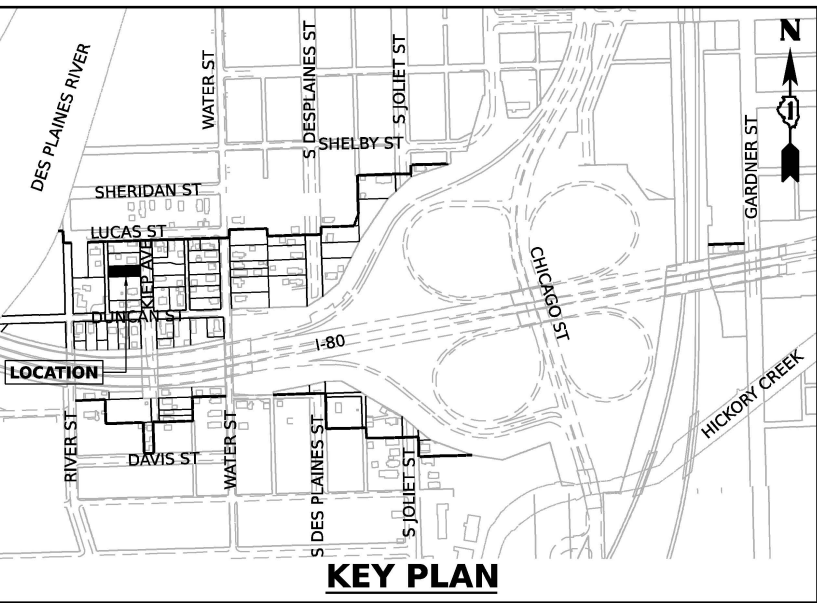 N
1
DES PLAINES RIVER
WATER ST
S DESPLAINES ST
S JOLIET ST
GARDNER ST
SHELBY ST
SHERIDAN ST
LUCAS ST
KIEP AVE
CHICAGO ST
DUNCAN ST
I-80
LOCATION
HICKORY CREEK
RIVER ST
WATER ST
DAVIS ST
S DES PLAINES ST
S JOLIET ST
KEY PLAN